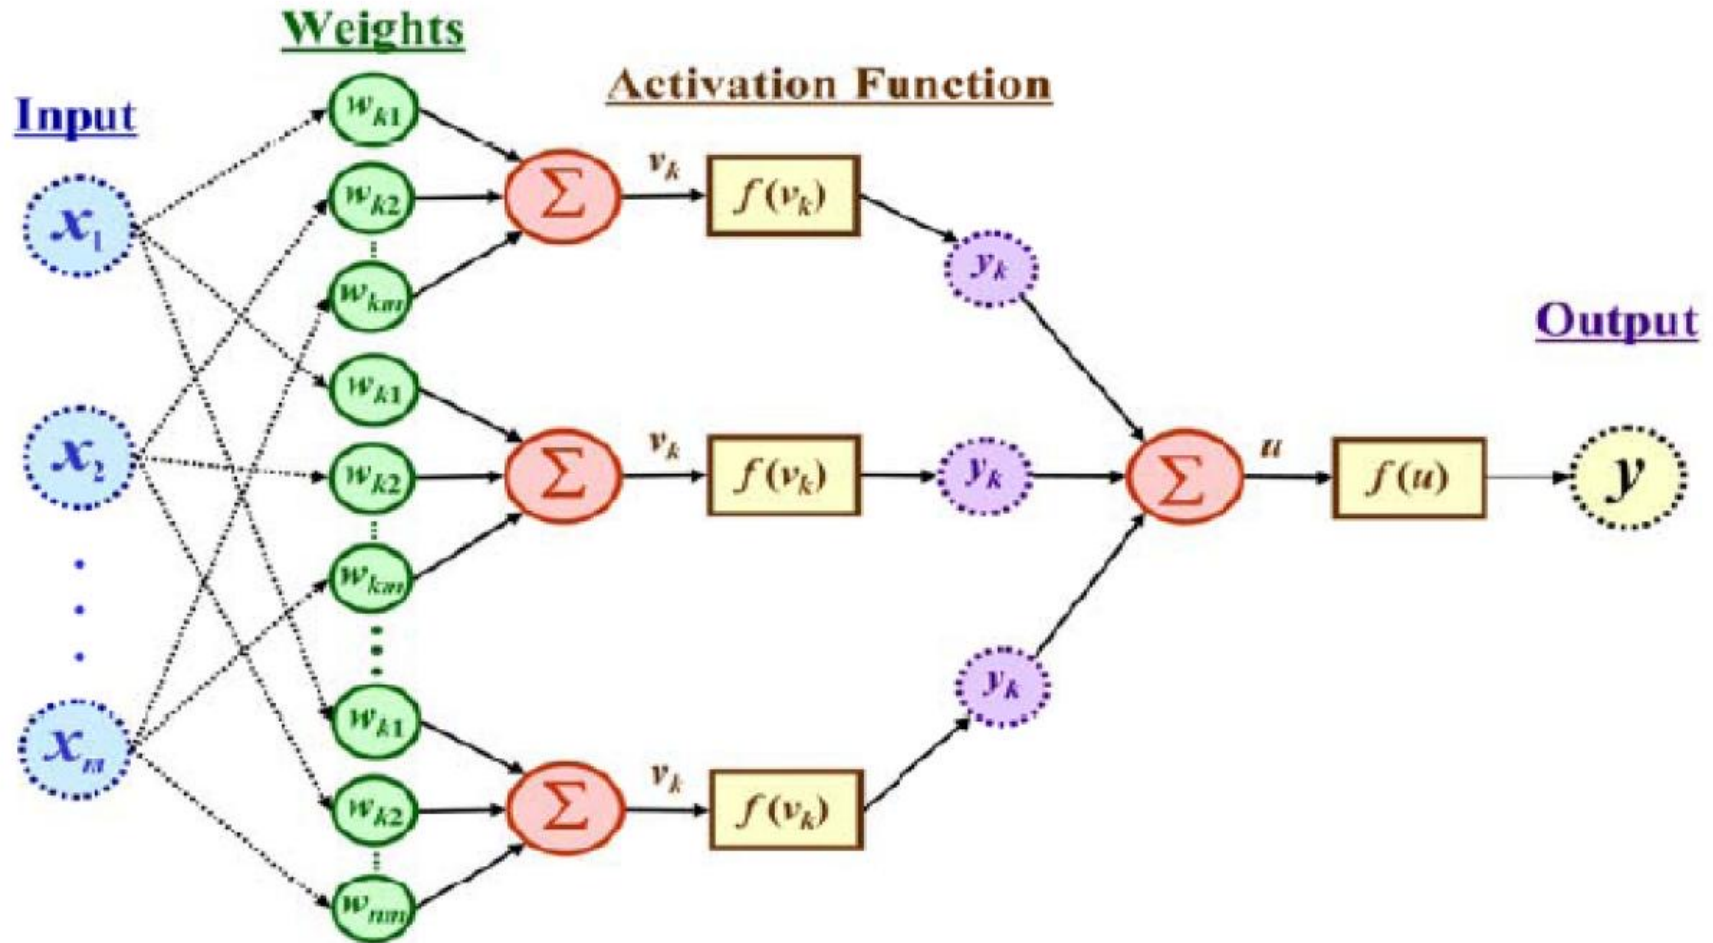 Weights
Activation Function
Input
Output
x1
x2
xm
wk1
wk2
wkm
wk1
wk2
wkm
wk1
wk2
wnm
Σ
vk
f(vk)
yk
Σ
vk
f(vk)
yk
Σ
vk
f(vk)
yk
Σ
u
f(u)
y